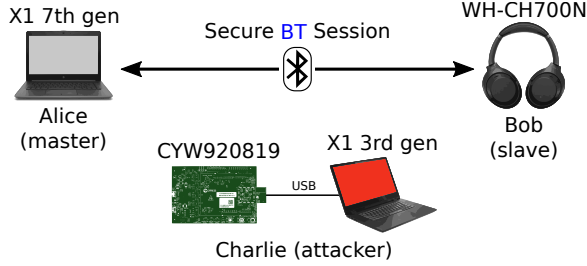 X1 7th gen
Secure BT Session
WH-CH700N
Alice
(master)
Bob
(slave)
CYW920819
X1 3rd gen
USB
Charlie (attacker)